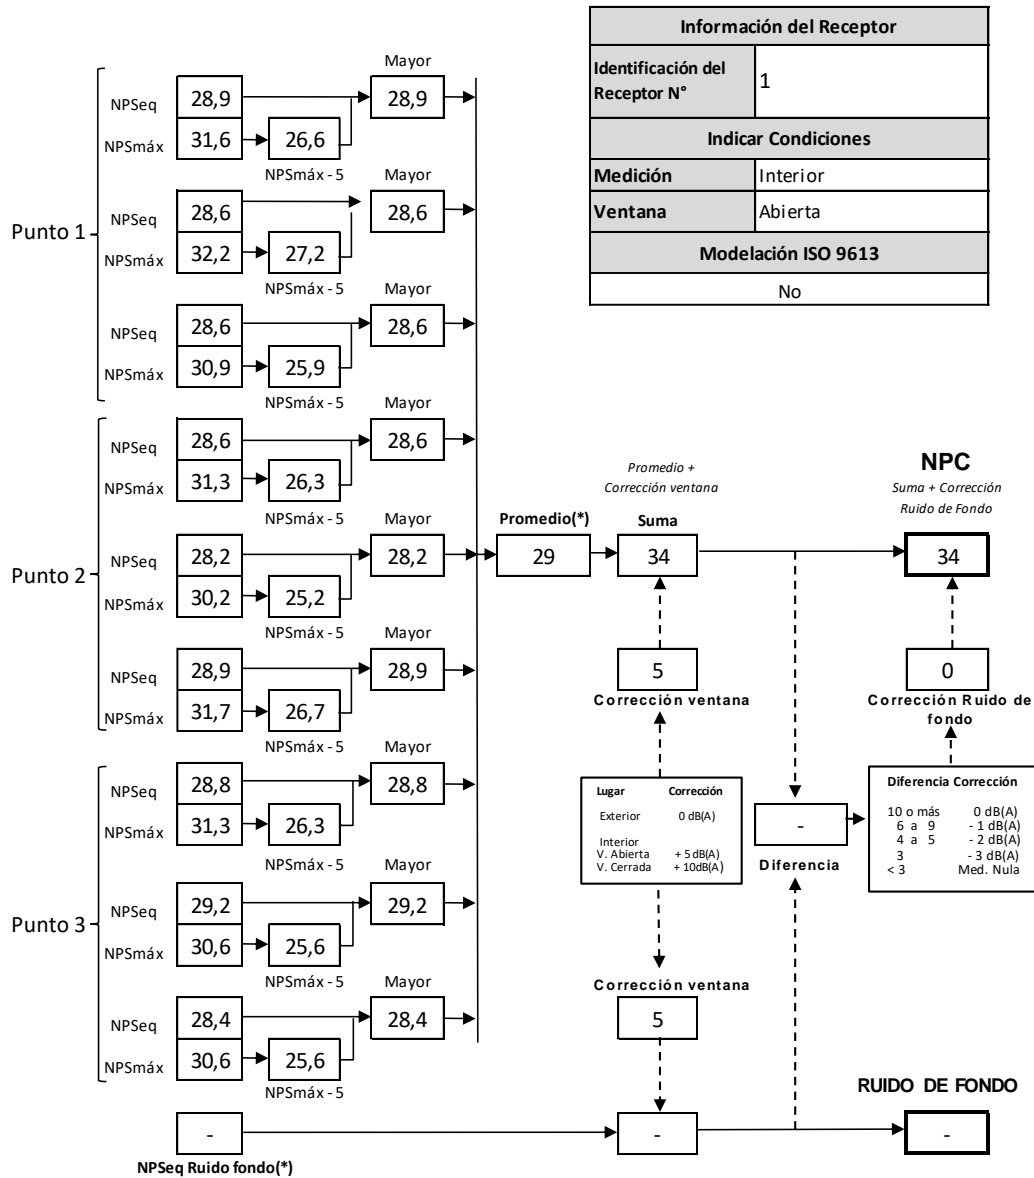 Información del Receptor
Identificación del
Receptor N°
1
Indicar Condiciones
Medición Interior
Ventana Abierta
Modelación ISO 9613
No
Punto 1
Mayor
NPSeq 28,9 28,9
NPSmáx 31,6 26,6
NPSmáx - 5
Mayor
NPSeq 28,6 28,6
NPSmáx 32,2 27,2
NPSmáx - 5
Mayor
NPSeq 28,6 28,6
NPSmáx 30,9 25,9
NPSmáx - 5
Punto 2
Mayor
NPSeq 28,6 28,6
NPSmáx 31,3 26,3
NPSmáx - 5
Mayor
NPSeq 28,2 28,2
NPSmáx 30,2 25,2
NPSmáx - 5
Mayor
NPSeq 28,9 28,9
NPSmáx 31,7 26,7
NPSmáx - 5
Punto 3
Mayor
NPSeq 28,8 28,8
NPSmáx 31,3 26,3
NPSmáx - 5
Mayor
NPSeq 29,2 29,2
NPSmáx 30,6 25,6
NPSmáx - 5
Mayor
NPSeq 28,4 28,4
NPSmáx 30,6 25,6
NPSmáx - 5
-
NPSeq Ruido fondo(*)
Promedio(*)
29
Promedio +
Corrección ventana
Suma
34
5
Corrección ventana
Lugar Corrección
Exterior 0 dB(A)
Interior
V. Abierta + 5 dB(A)
V. Cerrada + 10dB(A)
Corrección ventana
5
-
-
Diferencia
NPC
Suma + Corrección
Ruido de Fondo
34
0
Corrección Ruido de
fondo
Diferencia Corrección
10 o más 0 dB(A)
6 a 9 - 1 dB(A)
4 a 5 - 2 dB(A)
3 - 3 dB(A)
< 3 Med. Nula
RUIDO DE FONDO
-